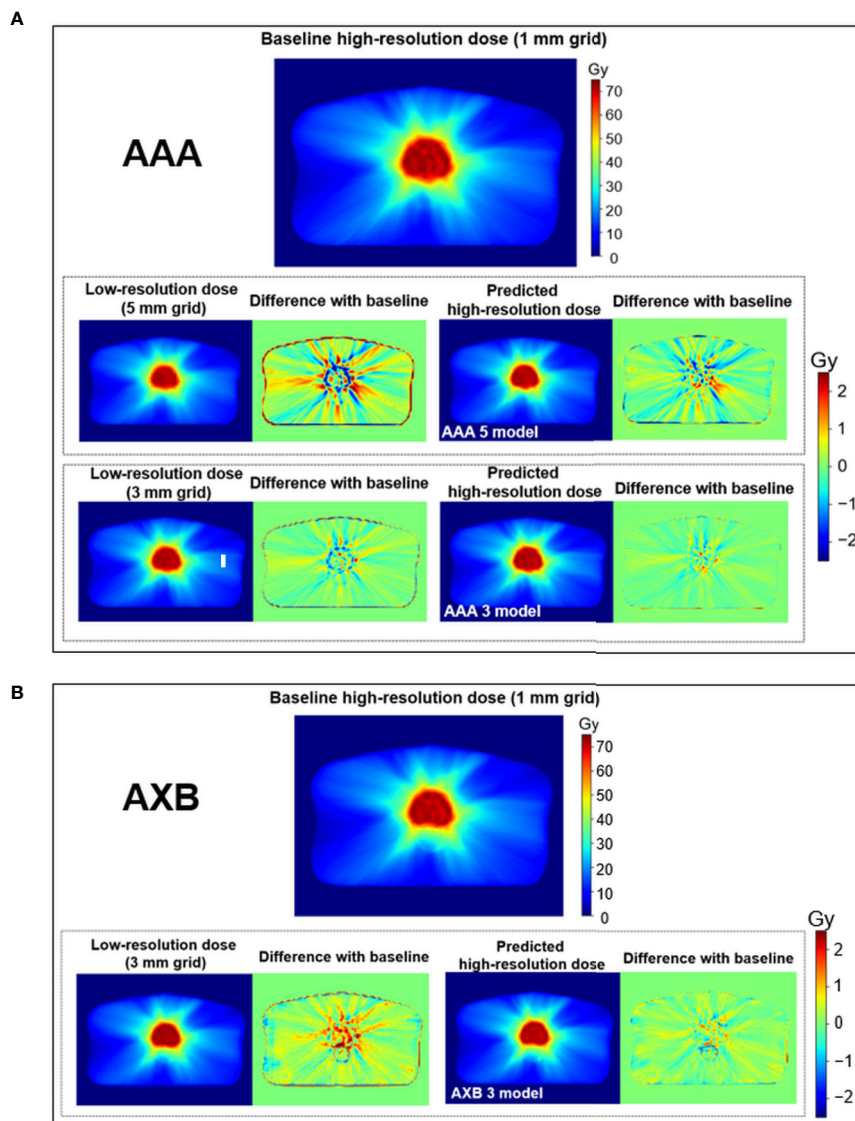 A
Baseline high-resolution dose (1 mm grid)
Gy
AAA
70
60
50
40
30
20
10
0
Low-resolution dose
(5 mm grid)
Difference with baseline
Predicted
high-resolution dose
Difference with baseline
AAA 5 model
Gy
2
1
0
−1
−2
Low-resolution dose
(3 mm grid)
Difference with baseline
Predicted
high-resolution dose
Difference with baseline
AAA 3 model
B
Baseline high-resolution dose (1 mm grid)
Gy
AXB
70
60
50
40
30
20
10
0
Low-resolution dose
(3 mm grid)
Difference with baseline
Predicted
high-resolution dose
Difference with baseline
AXB 3 model
Gy
2
1
0
−1
−2